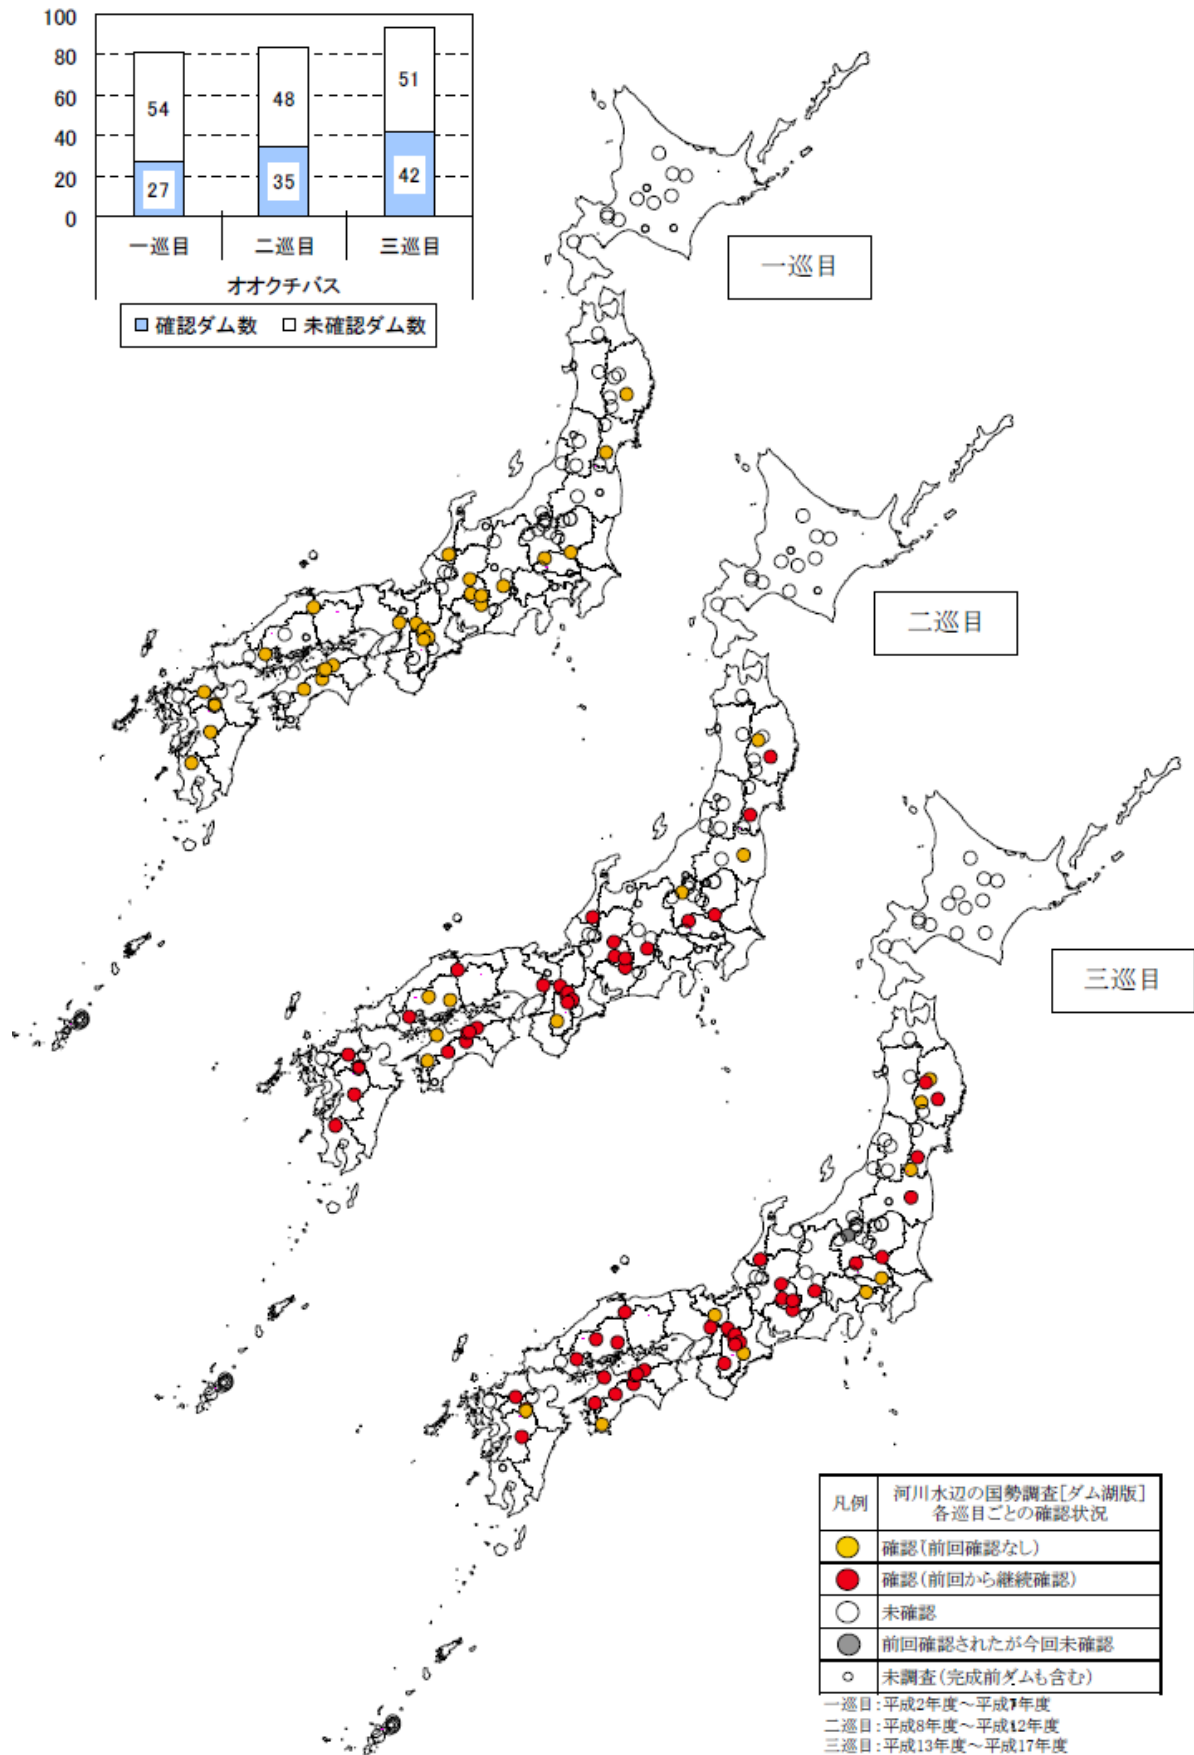 100
80
60
40
20
0
54
27
48
35
51
42
一巡目
二巡目
三巡目
オオクチバス
確認ダム数
未確認ダム数
一巡目
二巡目
三巡目
凡例
河川水辺の国勢調査[ダム湖版]
各巡目ごとの確認状況
確認(前回確認なし)
確認(前回から継続確認)
未確認
前回確認されたが今回未確認
未調査(完成前ダムも含む)
一巡目:平成2年度～平成7年度
二巡目:平成8年度～平成12年度
三巡目:平成13年度～平成17年度